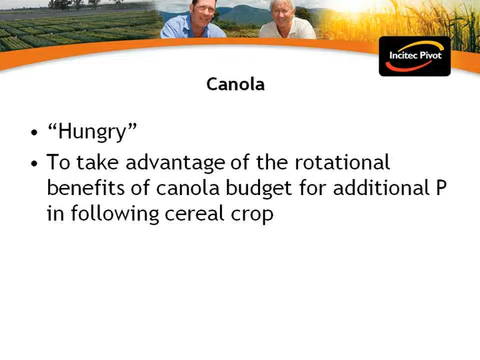 Incitec Pivot
Canola
• “Hungry”
• To take advantage of the rotational
benefits of canola budget for additional P
in following cereal crop